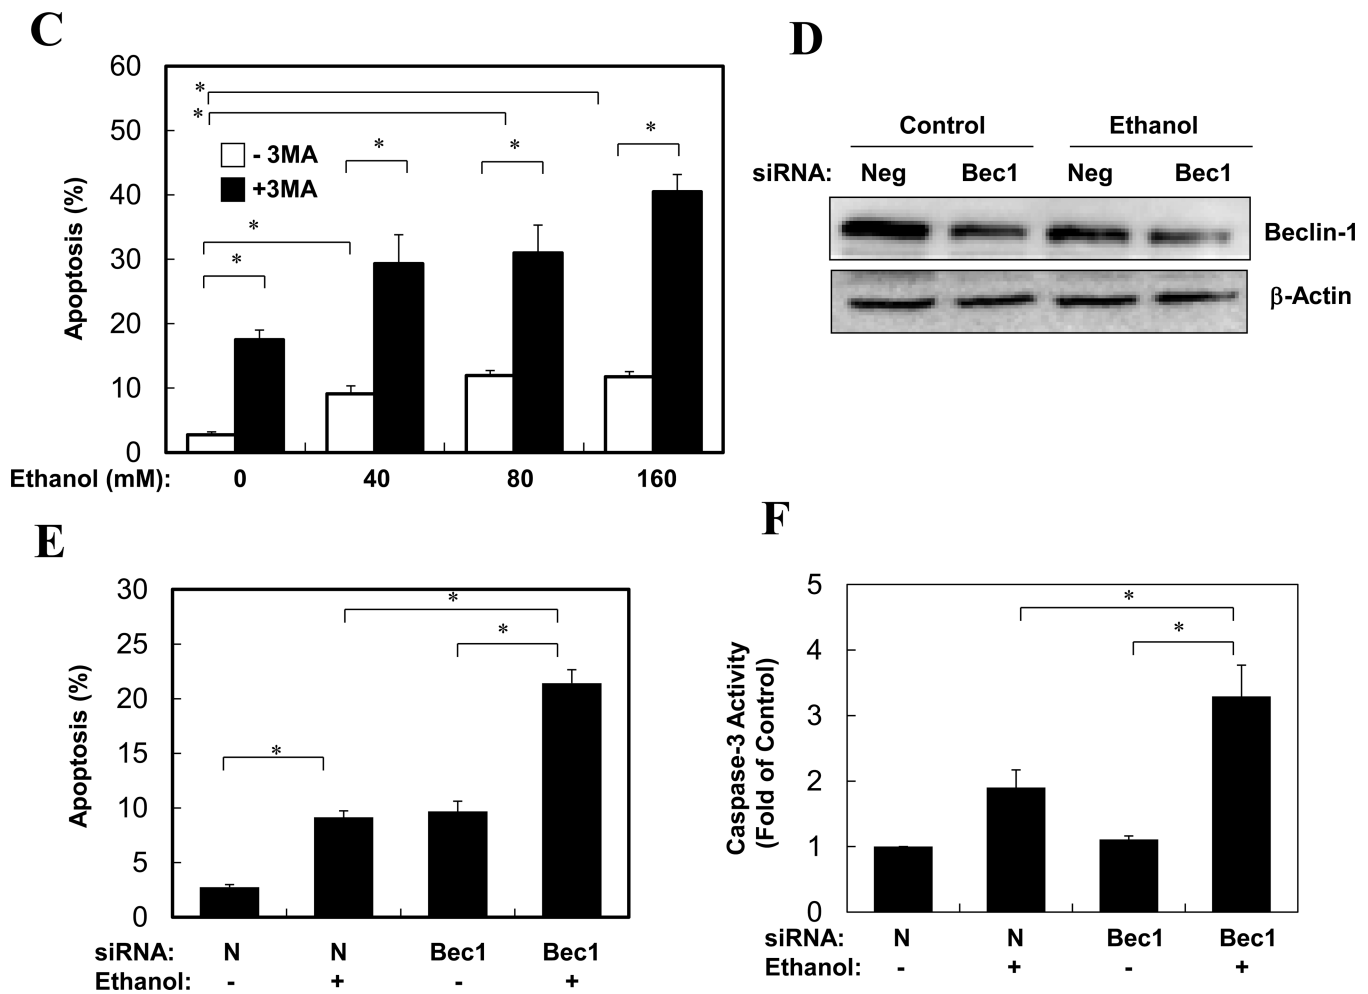 C
60
50
40
30
20
10
0
Apoptosis (%)
*
*
- 3MA
+3MA
*
*
*
*
*
Ethanol (mM): 0 40 80 160
D
Control Ethanol
siRNA: Neg Bec1 Neg Bec1
Beclin-1
β-Actin
E
30
25
20
15
10
5
0
Apoptosis (%)
*
*
*
siRNA: N N Bec1 Bec1
Ethanol: - + - +
F
5
4
3
2
1
0
Caspase-3 Activity
(Fold of Control)
*
*
siRNA: N N Bec1 Bec1
Ethanol: - + - +